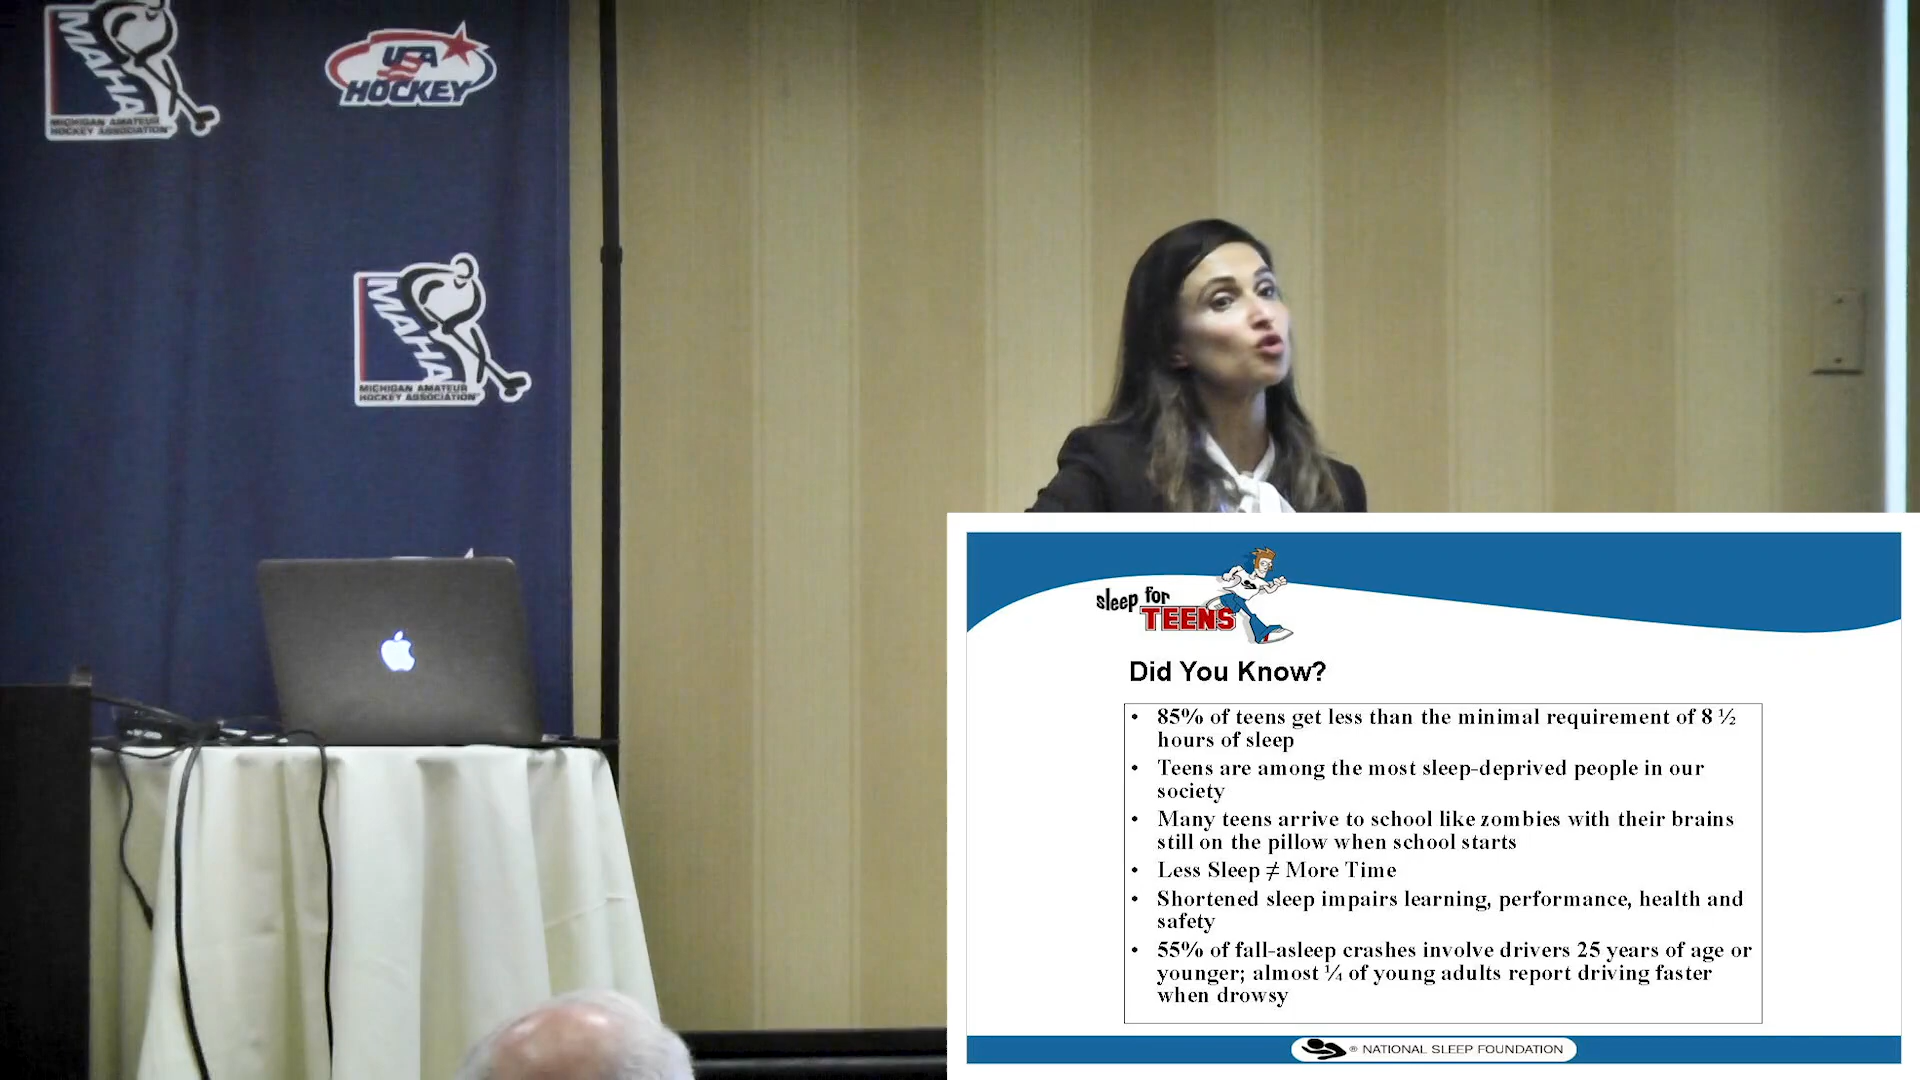 MAHA
MICHIGAN AMATEUR
HOCKEY ASSOCIATION
USA
HOCKEY
MAHA
MICHIGAN AMATEUR
HOCKEY ASSOCIATION
sleep for
TEENS
Did You Know?
• 85% of teens get less than the minimal requirement of 8 ½
hours of sleep
• Teens are among the most sleep-deprived people in our
society
• Many teens arrive to school like zombies with their brains
still on the pillow when school starts
• Less Sleep ≠ More Time
• Shortened sleep impairs learning, performance, health and
safety
• 55% of fall-asleep crashes involve drivers 25 years of age or
younger; almost ¼ of young adults report driving faster
when drowsy
® NATIONAL SLEEP FOUNDATION